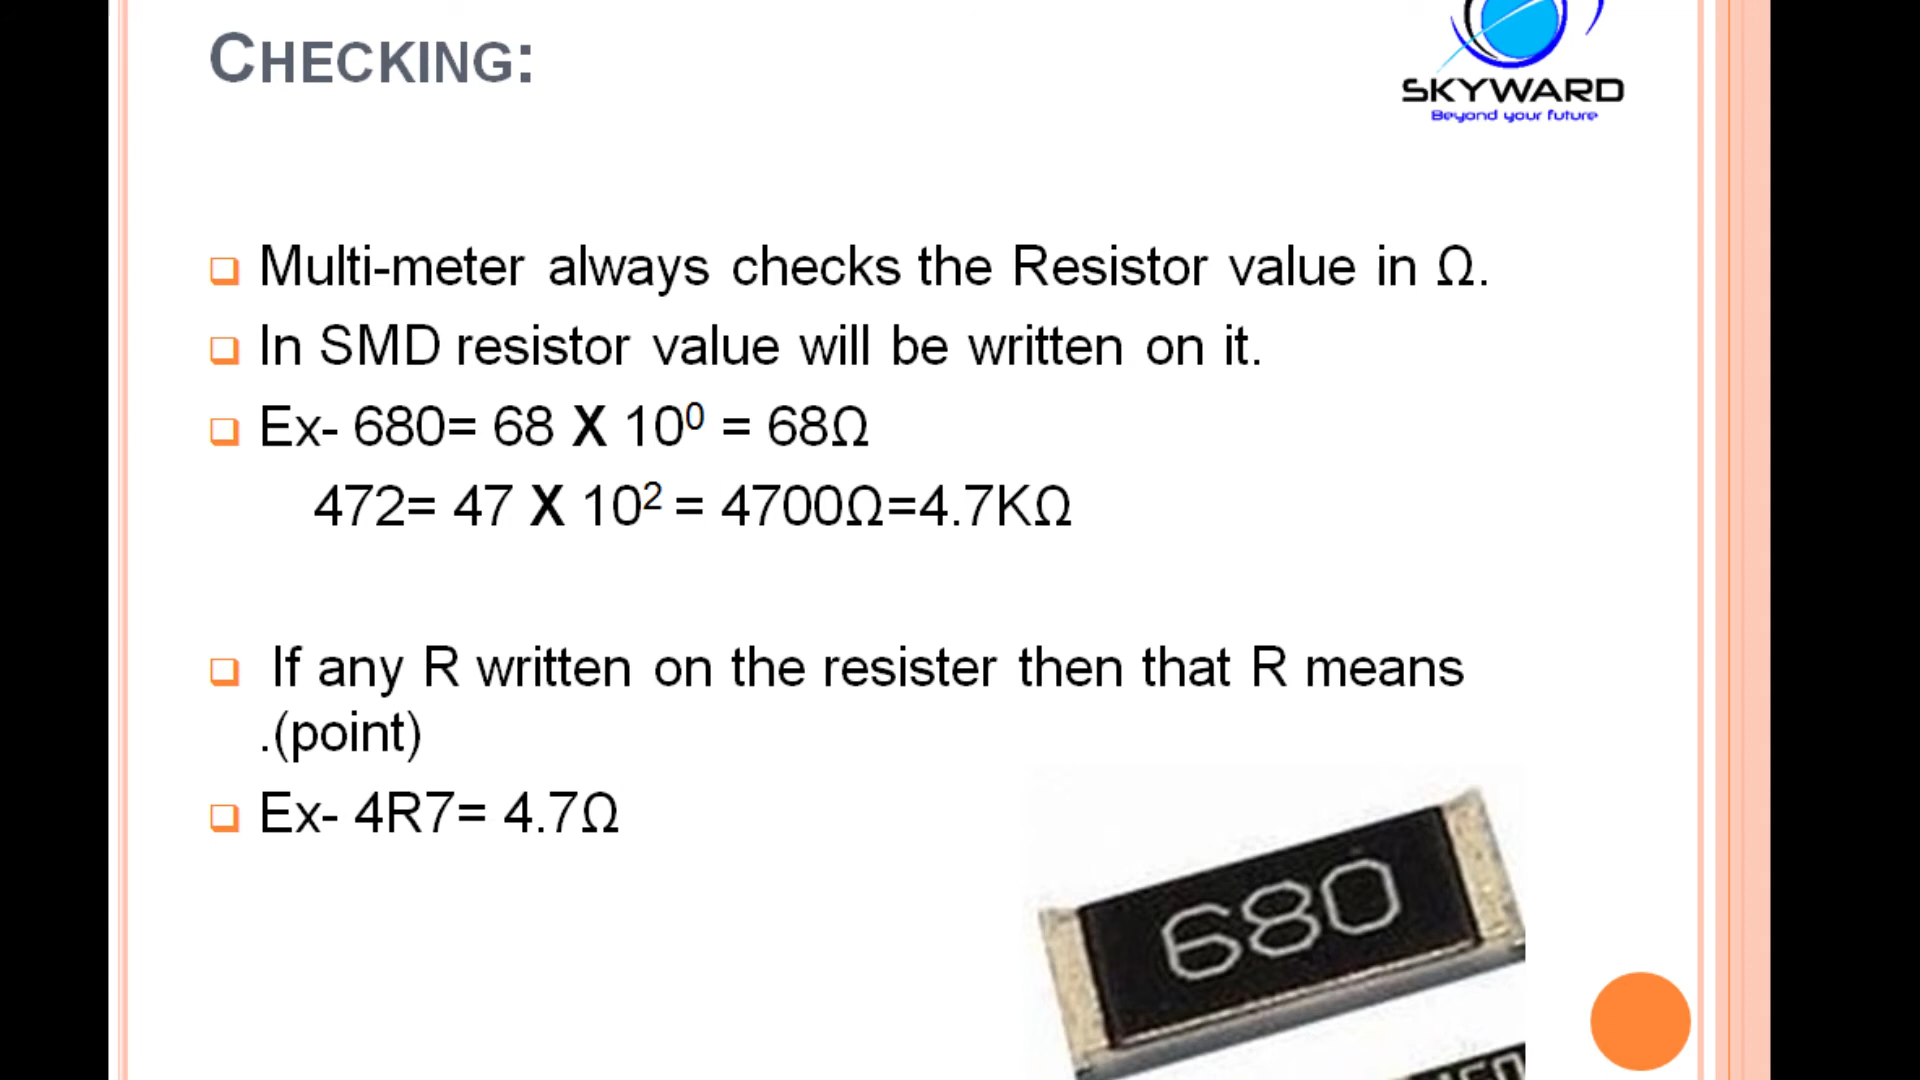 CHECKING:
SKYWARD
Beyond your future
Multi-meter always checks the Resistor value in Ω.
In SMD resistor value will be written on it.
Ex- 680= 68 X 10⁰ = 68Ω
472= 47 X 10² = 4700Ω=4.7KΩ
If any R written on the resister then that R means
.(point)
Ex- 4R7= 4.7Ω
680